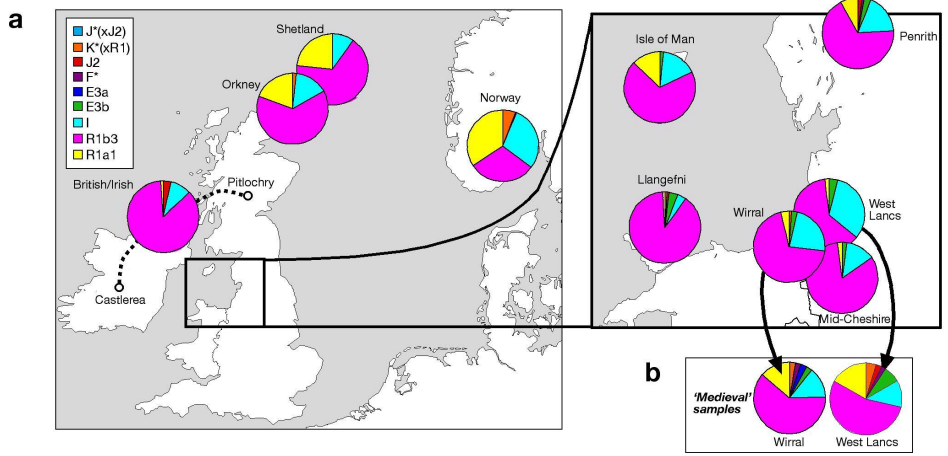 a
J*(xJ2)
K*(xR1)
J2
F*
E3a
E3b
I
R1b3
R1a1
Shetland
Orkney
Norway
British/Irish
Pitlochry
Castlerea
Isle of Man
Penrith
Llangefni
Wirral
West
Lancs
Mid-Cheshire
b
'Medieval'
samples
Wirral
West Lancs